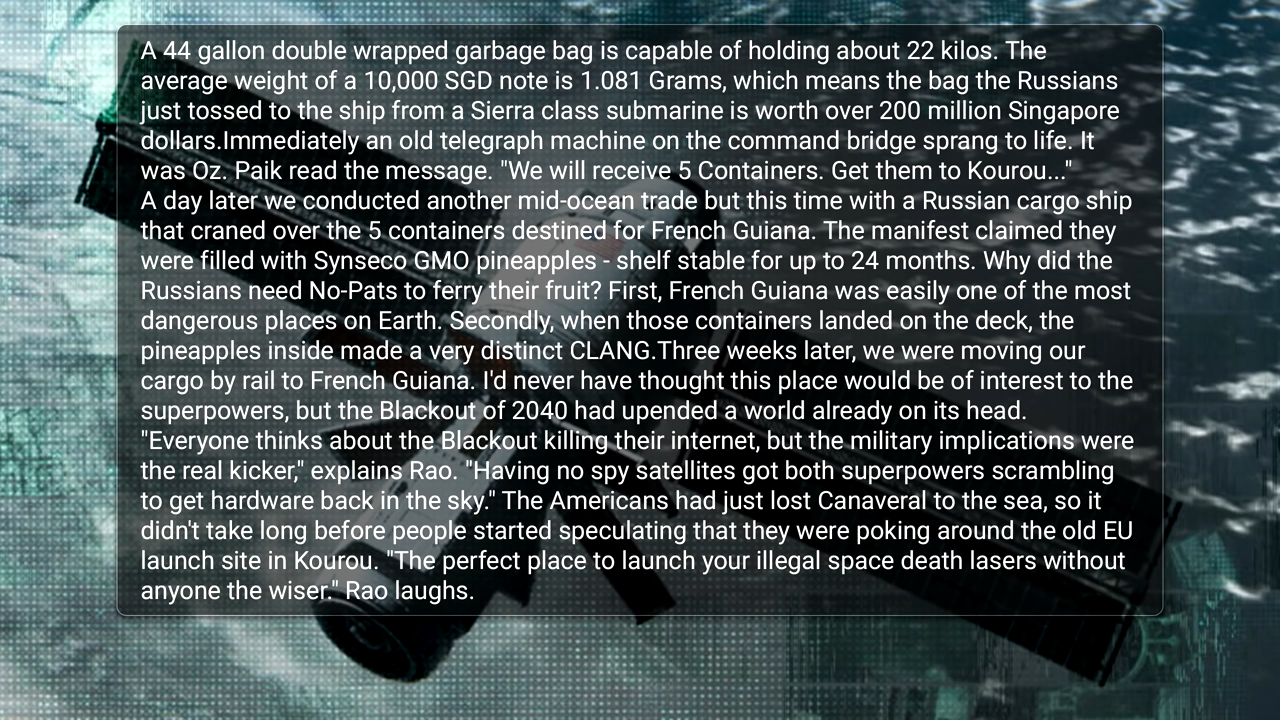 A 44 gallon double wrapped garbage bag is capable of holding about 22 kilos. The
average weight of a 10,000 SGD note is 1.081 Grams, which means the bag the Russians
just tossed to the ship from a Sierra class submarine is worth over 200 million Singapore
dollars.Immediately an old telegraph machine on the command bridge sprang to life. It
was Oz. Paik read the message. "We will receive 5 Containers. Get them to Kourou..."
A day later we conducted another mid-ocean trade but this time with a Russian cargo ship
that craned over the 5 containers destined for French Guiana. The manifest claimed they
were filled with Synseco GMO pineapples - shelf stable for up to 24 months. Why did the
Russians need No-Pats to ferry their fruit? First, French Guiana was easily one of the most
dangerous places on Earth. Secondly, when those containers landed on the deck, the
pineapples inside made a very distinct CLANG.Three weeks later, we were moving our
cargo by rail to French Guiana. I'd never have thought this place would be of interest to the
superpowers, but the Blackout of 2040 had upended a world already on its head.
"Everyone thinks about the Blackout killing their internet, but the military implications were
the real kicker," explains Rao. "Having no spy satellites got both superpowers scrambling
to get hardware back in the sky." The Americans had just lost Canaveral to the sea, so it
didn't take long before people started speculating that they were poking around the old EU
launch site in Kourou. "The perfect place to launch your illegal space death lasers without
anyone the wiser." Rao laughs.